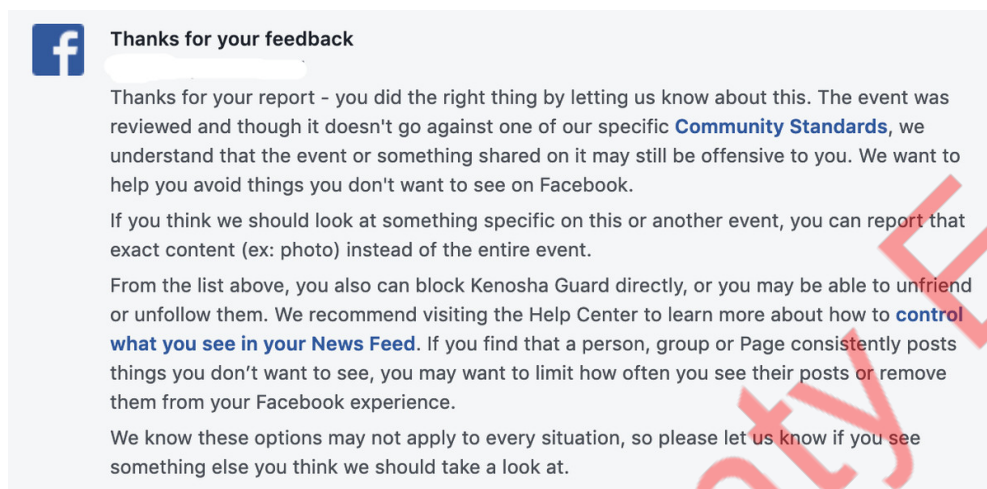 f
Thanks for your feedback
Thanks for your report - you did the right thing by letting us know about this. The event was
reviewed and though it doesn't go against one of our specific Community Standards, we
understand that the event or something shared on it may still be offensive to you. We want to
help you avoid things you don't want to see on Facebook.
If you think we should look at something specific on this or another event, you can report that
exact content (ex: photo) instead of the entire event.
From the list above, you also can block Kenosha Guard directly, or you may be able to unfriend
or unfollow them. We recommend visiting the Help Center to learn more about how to control
what you see in your News Feed. If you find that a person, group or Page consistently posts
things you don’t want to see, you may want to limit how often you see their posts or remove
them from your Facebook experience.
We know these options may not apply to every situation, so please let us know if you see
something else you think we should take a look at.
nty E